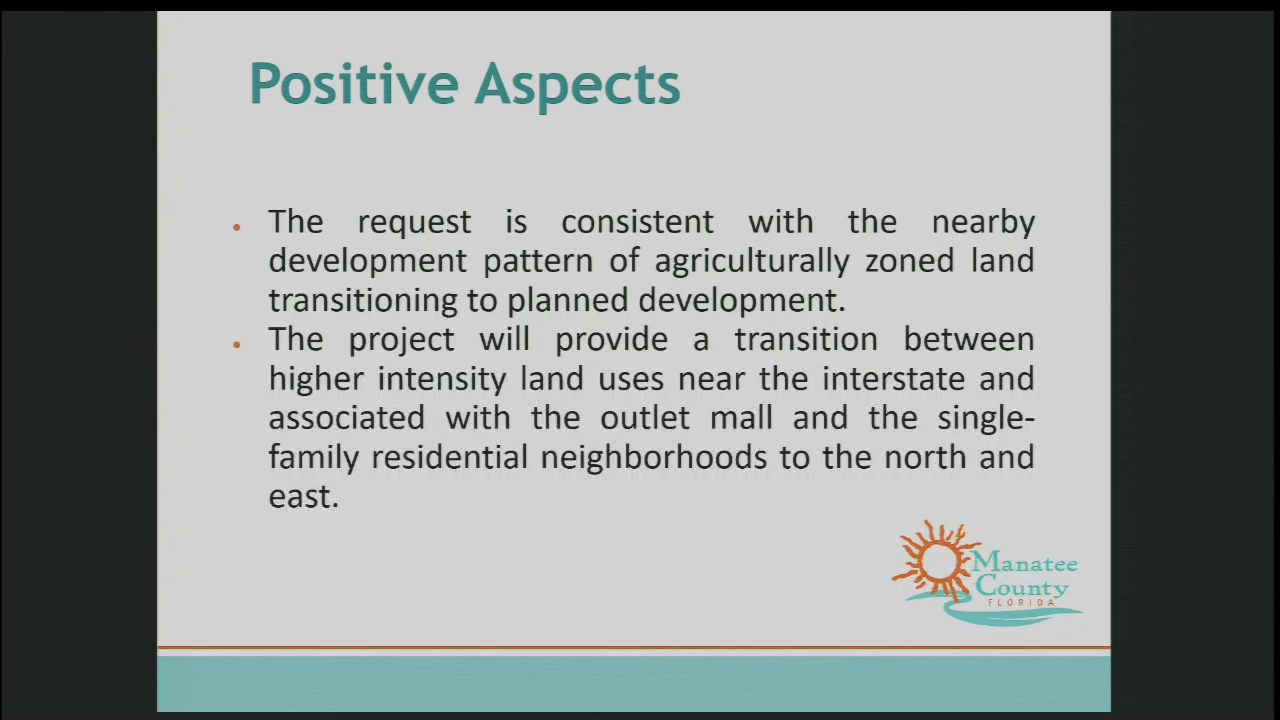 Positive Aspects
• The request is consistent with the nearby
development pattern of agriculturally zoned land
transitioning to planned development.
• The project will provide a transition between
higher intensity land uses near the interstate and
associated with the outlet mall and the single-
family residential neighborhoods to the north and
east.
Manatee
County
FLORIDA